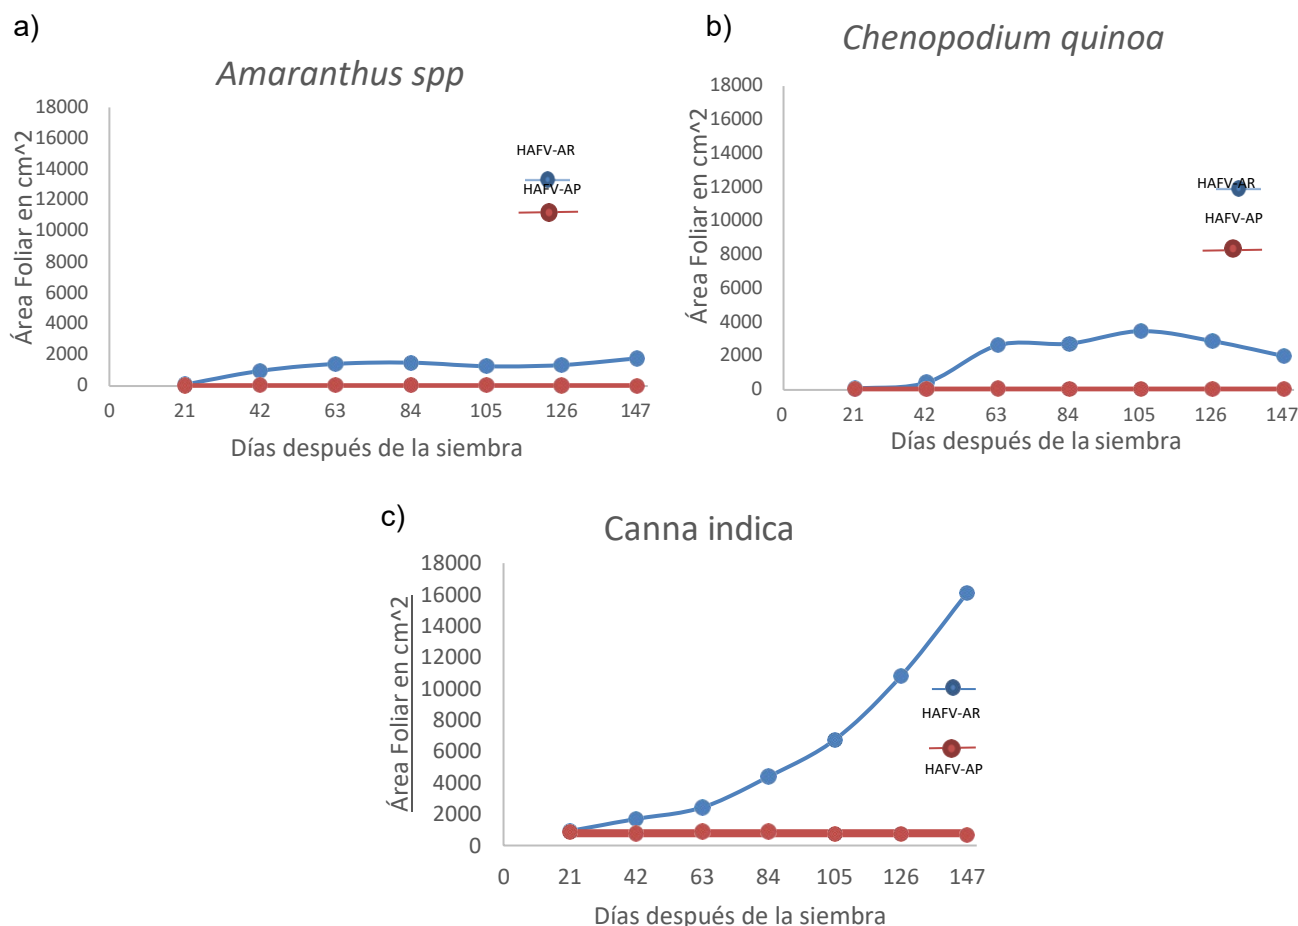 a)
Amaranthus spp
18000
16000
14000
12000
10000
8000
6000
4000
2000
0
Área Foliar en cm^2
HAFV-AR
HAFV-AP
0 21 42 63 84 105 126 147
Días después de la siembra
b)
Chenopodium quinoa
18000
16000
14000
12000
10000
8000
6000
4000
2000
0
Área Foliar en cm^2
HAFV-AR
HAFV-AP
0 21 42 63 84 105 126 147
Días después de la siembra
c)
Canna indica
18000
16000
14000
12000
10000
8000
6000
4000
2000
0
Área Foliar en cm^2
HAFV-AR
HAFV-AP
0 21 42 63 84 105 126 147
Días después de la siembra